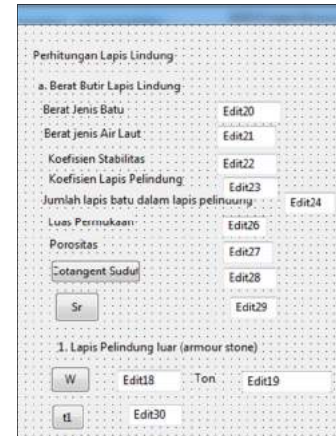 Perhitungan Lapis Lindung
a. Berat Butir Lapis Lindung
Berat Jenis Batu Edit20
Berat jenis Air Laut Edit21
Koefisien Stabilitas Edit22
Koefisien Lapis Pelindung Edit23
Jumlah lapis batu dalam lapis pelindung Edit24
Luas Permukaan Edit26
Porositas Edit27
Cotangent Sudut Edit28
Sr Edit29
1. Lapis Pelindung luar (armour stone)
W Edit18 Ton Edit19
t1 Edit30